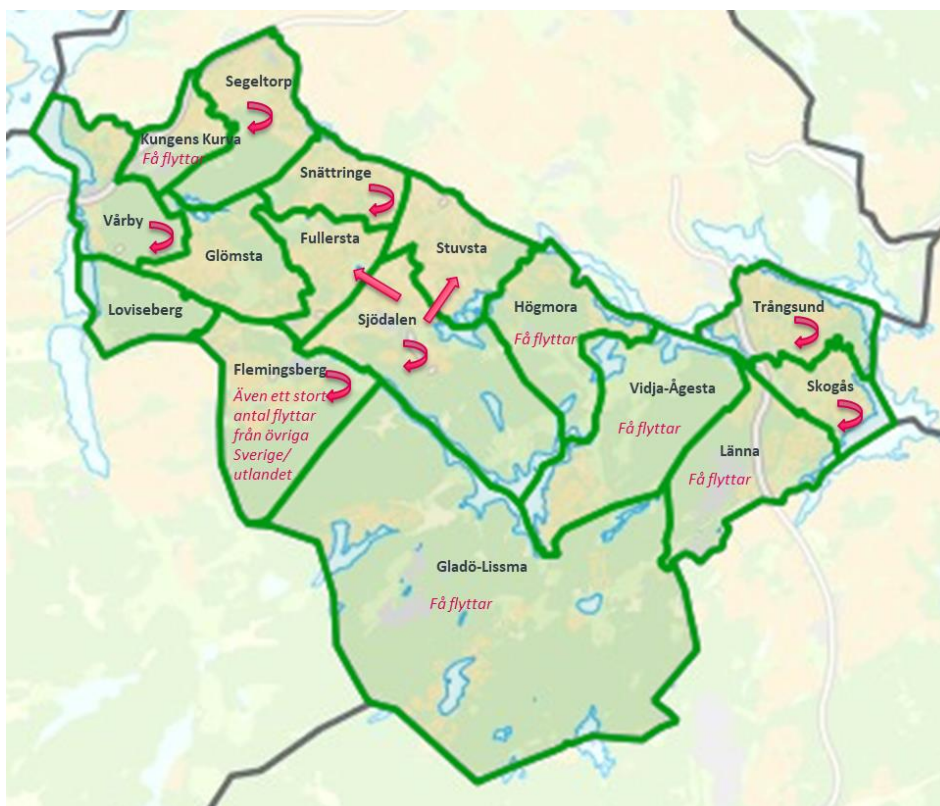 Segeltorp
Kungens Kurva
Få flyttar
Snättringe
Vårby
Glömsta
Fullersta
Stuvsta
Loviseberg
Sjödalen
Högmora
Få flyttar
Trångsund
Flemingsberg
Även ett stort
antal flyttar
från övriga
Sverige/
utlandet
Vidja-Ågesta
Få flyttar
Skogås
Länna
Få flyttar
Gladö-Lissma
Få flyttar